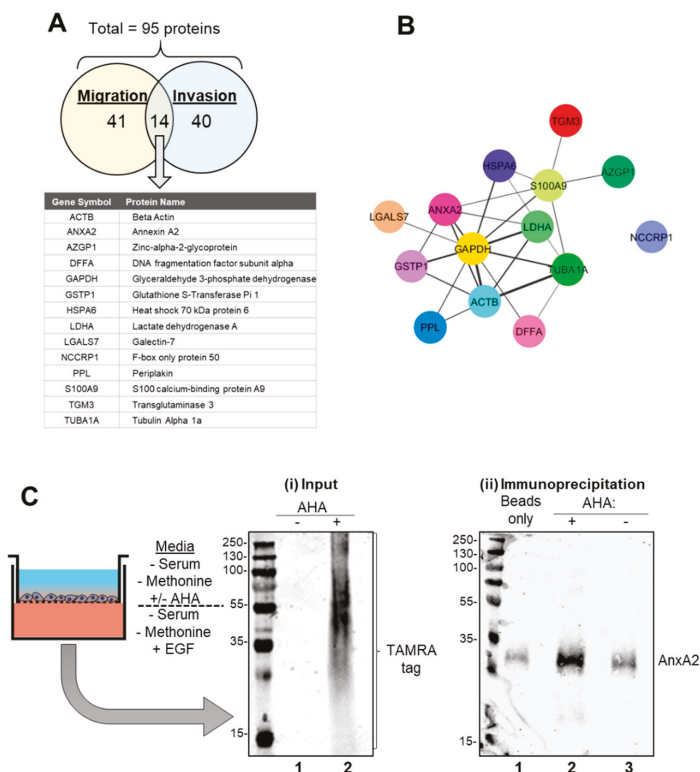 A
Total = 95 proteins
Migration
Invasion
41
14
40
Gene Symbol Protein Name
ACTB Beta Actin
ANXA2 Annexin A2
AZGP1 Zinc-alpha-2-glycoprotein
DFFA DNA fragmentation factor subunit alpha
GAPDH Glyceraldehyde 3-phosphate dehydrogenase
GSTP1 Glutathione S-Transferase Pi 1
HSPA6 Heat shock 70 kDa protein 6
LDHA Lactate dehydrogenase A
LGALS7 Galectin-7
NCCRP1 F-box only protein 50
PPL Periplakin
S100A9 S100 calcium-binding protein A9
TGM3 Transglutaminase 3
TUBA1A Tubulin Alpha 1a
B
TGM3
HSPA6
AZGP1
S100A9
LGALS7
ANXA2
LDHA
NCCRP1
GAPDH
GSTP1
TUBA1A
ACTB
PPL
DFFA
C
Media
- Serum
- Methonine
+/- AHA
- Serum
- Methonine
+ EGF
(i) Input
AHA
- +
250-
130-
100-
55-
35-
15-
TAMRA
tag
1 2
(ii) Immunoprecipitation
Beads
only
AHA:
+ -
250-
130-
100-
55-
35-
15-
AnxA2
1 2 3